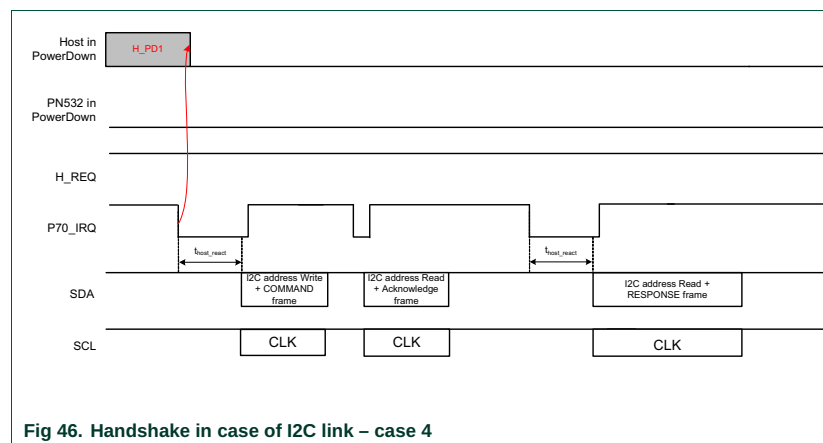 Host in
PowerDown
H_PD1
PN532 in
PowerDown
H_REQ
P70_IRQ
thost_react
thost_react
SDA
I2C address Write
+ COMMAND
frame
I2C address Read
+ Acknowledge
frame
I2C address Read +
RESPONSE frame
SCL
CLK
CLK
CLK
Fig 46. Handshake in case of I2C link – case 4